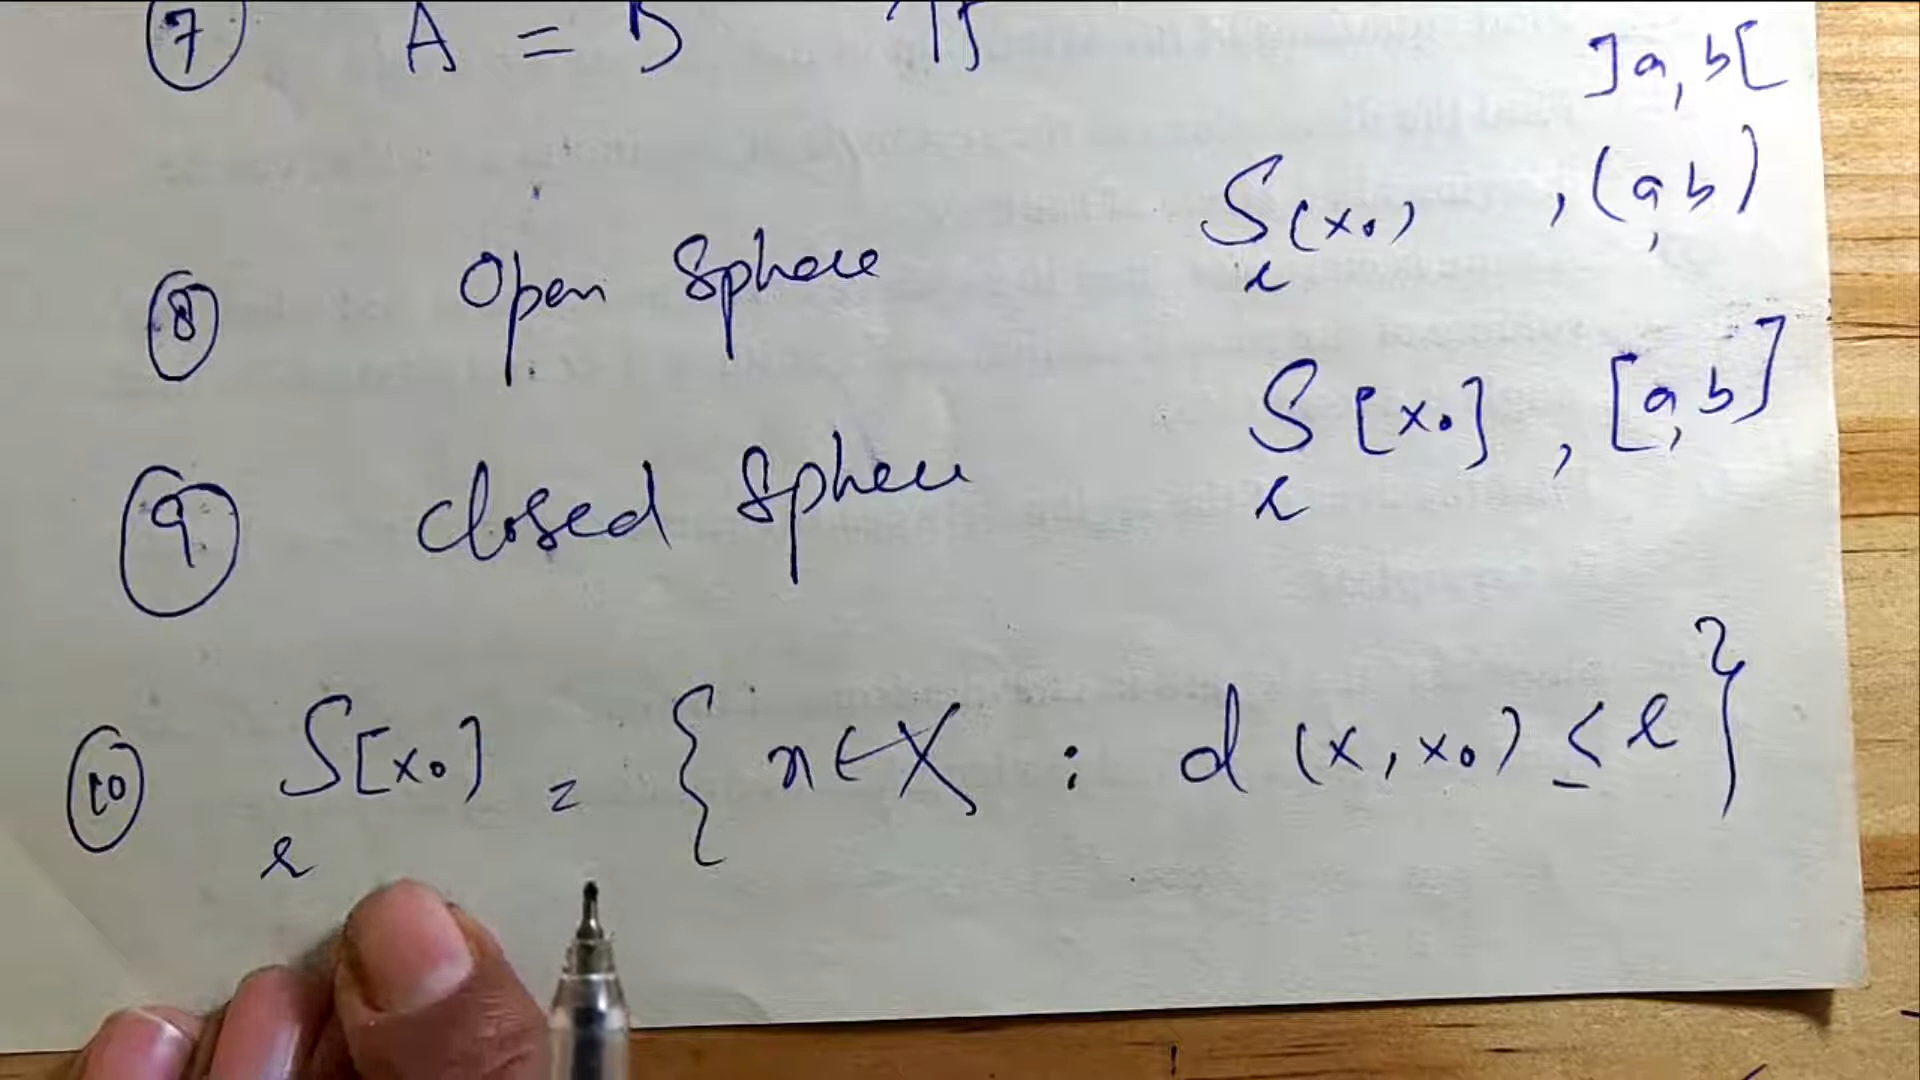 7 A = B
]a, b[
8 Open Sphere S_r(x₀) , (a, b)
9 Closed Sphere S_r[x₀] , [a, b]
10 S_r[x₀] = { x ∈ X : d (x, x₀) ≤ r }